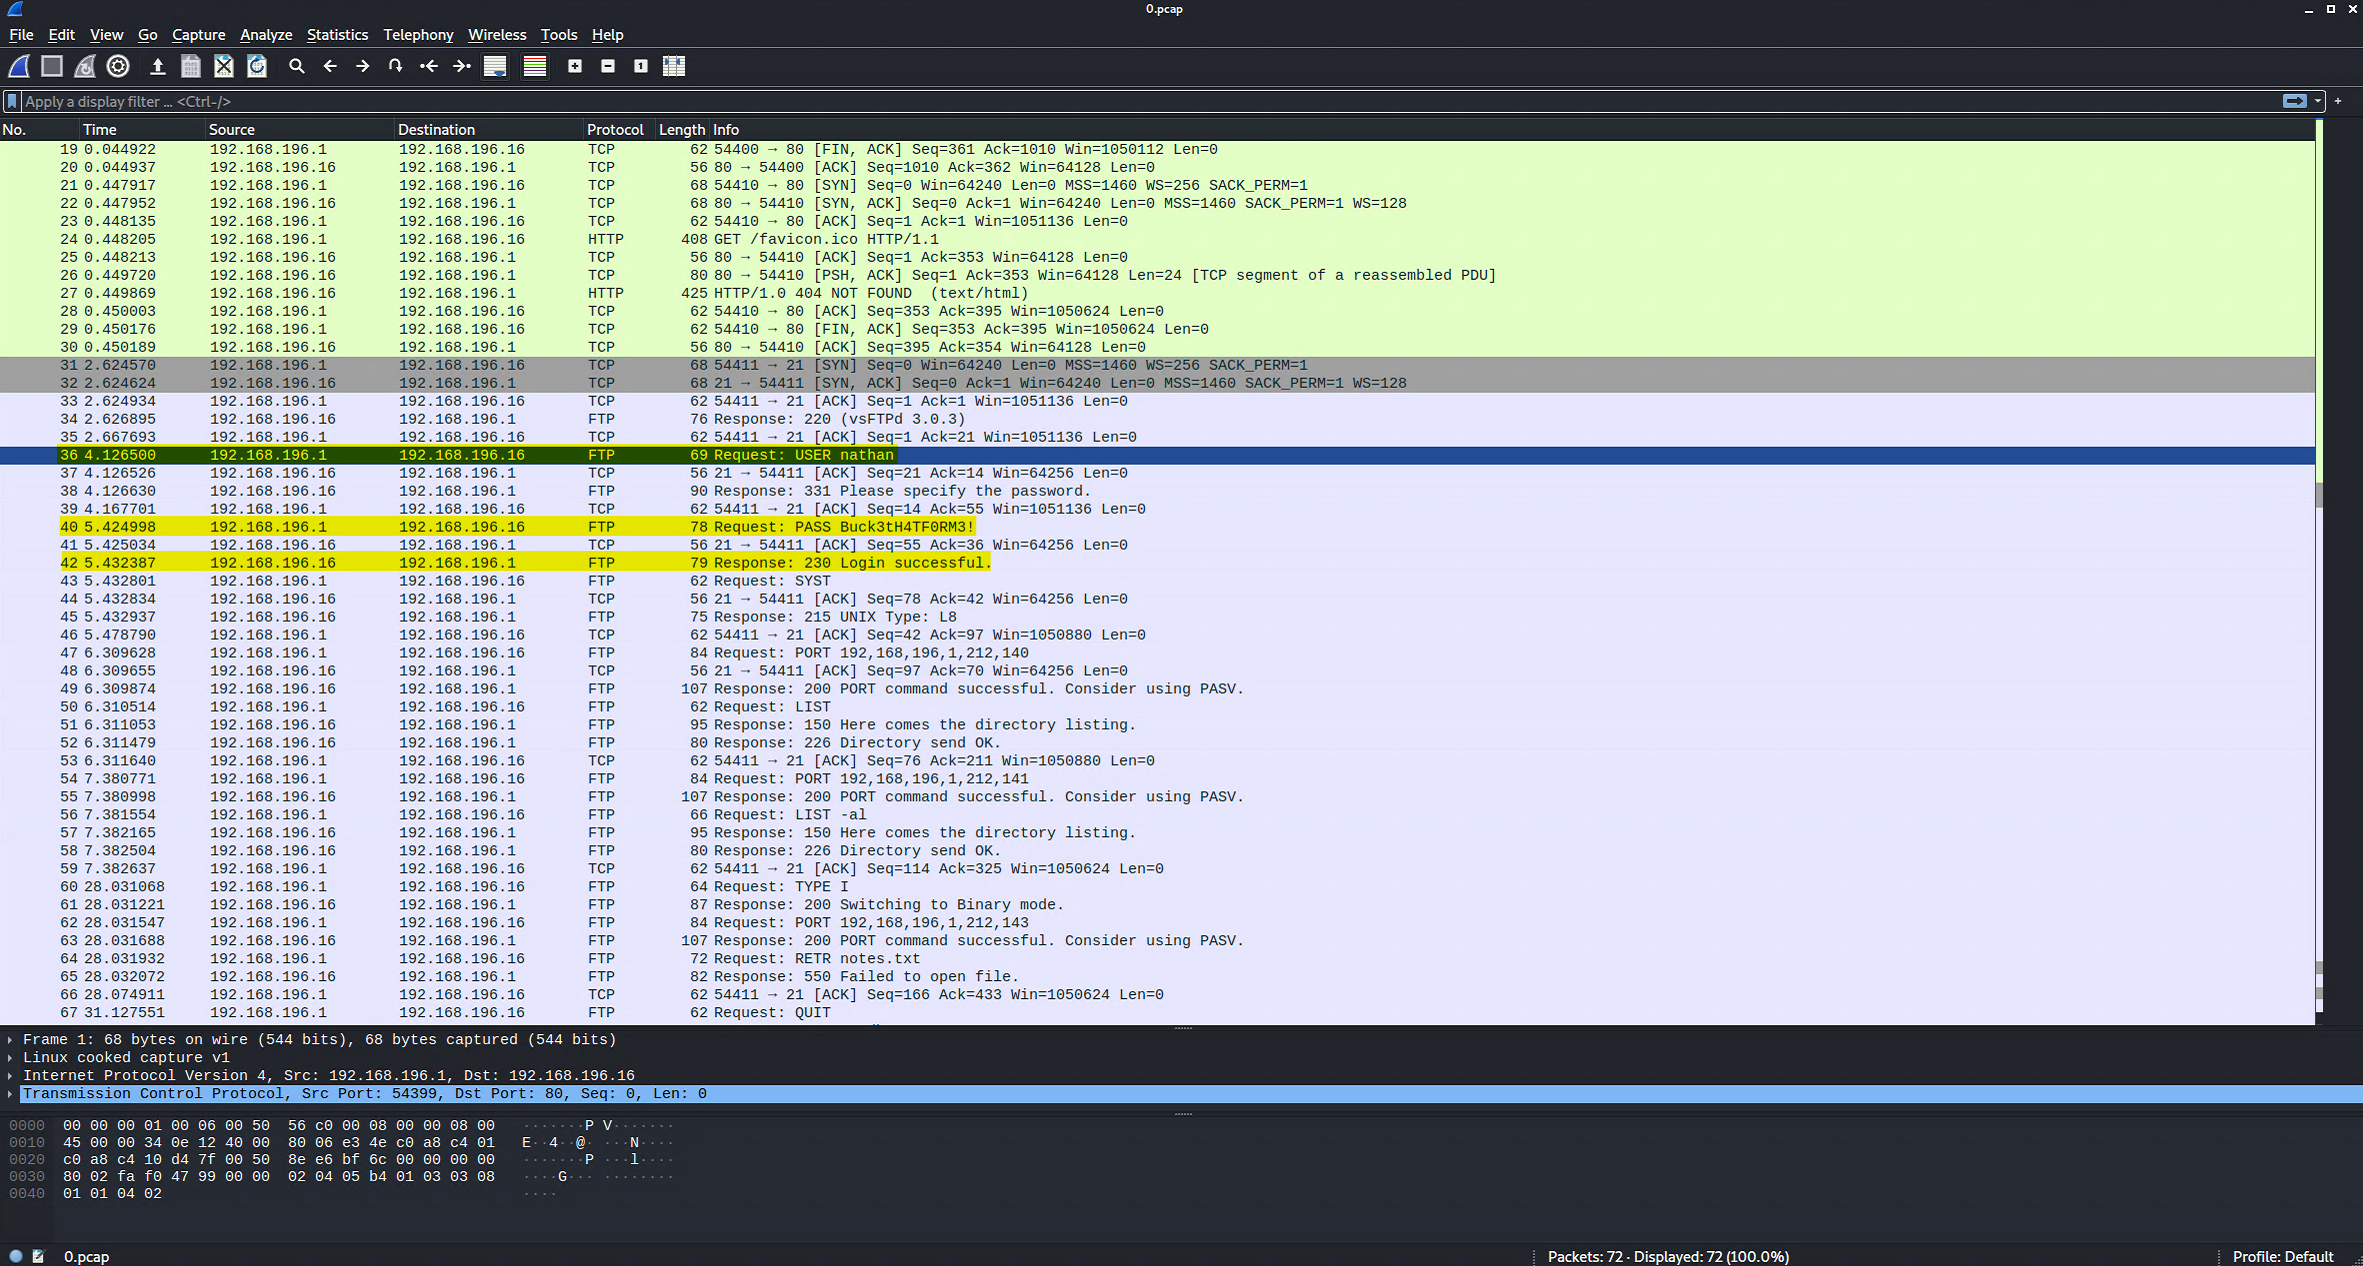 0.pcap
File Edit View Go Capture Analyze Statistics Telephony Wireless Tools Help
Apply a display filter … <Ctrl-/>
No. Time Source Destination Protocol Length Info
19 0.044922 192.168.196.1 192.168.196.16 TCP 62 54400 → 80 [FIN, ACK] Seq=361 Ack=1010 Win=1050112 Len=0
20 0.044937 192.168.196.16 192.168.196.1 TCP 56 80 → 54400 [ACK] Seq=1010 Ack=362 Win=64128 Len=0
21 0.447917 192.168.196.1 192.168.196.16 TCP 68 54410 → 80 [SYN] Seq=0 Win=64240 Len=0 MSS=1460 WS=256 SACK_PERM=1
22 0.447952 192.168.196.16 192.168.196.1 TCP 68 80 → 54410 [SYN, ACK] Seq=0 Ack=1 Win=64240 Len=0 MSS=1460 SACK_PERM=1 WS=128
23 0.448135 192.168.196.1 192.168.196.16 TCP 62 54410 → 80 [ACK] Seq=1 Ack=1 Win=1051136 Len=0
24 0.448205 192.168.196.1 192.168.196.16 HTTP 408 GET /favicon.ico HTTP/1.1
25 0.448213 192.168.196.16 192.168.196.1 TCP 56 80 → 54410 [ACK] Seq=1 Ack=353 Win=64128 Len=0
26 0.449720 192.168.196.16 192.168.196.1 TCP 80 80 → 54410 [PSH, ACK] Seq=1 Ack=353 Win=64128 Len=24 [TCP segment of a reassembled PDU]
27 0.449869 192.168.196.16 192.168.196.1 HTTP 425 HTTP/1.0 404 NOT FOUND (text/html)
28 0.450003 192.168.196.1 192.168.196.16 TCP 62 54410 → 80 [ACK] Seq=353 Ack=395 Win=1050624 Len=0
29 0.450176 192.168.196.1 192.168.196.16 TCP 62 54410 → 80 [FIN, ACK] Seq=353 Ack=395 Win=1050624 Len=0
30 0.450189 192.168.196.16 192.168.196.1 TCP 56 80 → 54410 [ACK] Seq=395 Ack=354 Win=64128 Len=0
31 2.624570 192.168.196.1 192.168.196.16 TCP 68 54411 → 21 [SYN] Seq=0 Win=64240 Len=0 MSS=1460 WS=256 SACK_PERM=1
32 2.624624 192.168.196.16 192.168.196.1 TCP 68 21 → 54411 [SYN, ACK] Seq=0 Ack=1 Win=64240 Len=0 MSS=1460 SACK_PERM=1 WS=128
33 2.624934 192.168.196.1 192.168.196.16 TCP 62 54411 → 21 [ACK] Seq=1 Ack=1 Win=1051136 Len=0
34 2.626895 192.168.196.16 192.168.196.1 FTP 76 Response: 220 (vsFTPd 3.0.3)
35 2.667693 192.168.196.1 192.168.196.16 TCP 62 54411 → 21 [ACK] Seq=1 Ack=21 Win=1051136 Len=0
36 4.126500 192.168.196.1 192.168.196.16 FTP 69 Request: USER nathan
37 4.126526 192.168.196.16 192.168.196.1 TCP 56 21 → 54411 [ACK] Seq=21 Ack=14 Win=64256 Len=0
38 4.126630 192.168.196.16 192.168.196.1 FTP 90 Response: 331 Please specify the password.
39 4.167701 192.168.196.1 192.168.196.16 TCP 62 54411 → 21 [ACK] Seq=14 Ack=55 Win=1051136 Len=0
40 5.424998 192.168.196.1 192.168.196.16 FTP 78 Request: PASS Buck3tH4TF0RM3!
41 5.425034 192.168.196.16 192.168.196.1 TCP 56 21 → 54411 [ACK] Seq=55 Ack=36 Win=64256 Len=0
42 5.432387 192.168.196.16 192.168.196.1 FTP 79 Response: 230 Login successful.
43 5.432801 192.168.196.1 192.168.196.16 FTP 62 Request: SYST
44 5.432834 192.168.196.16 192.168.196.1 TCP 56 21 → 54411 [ACK] Seq=78 Ack=42 Win=64256 Len=0
45 5.432937 192.168.196.16 192.168.196.1 FTP 75 Response: 215 UNIX Type: L8
46 5.478790 192.168.196.1 192.168.196.16 TCP 62 54411 → 21 [ACK] Seq=42 Ack=97 Win=1050880 Len=0
47 6.309628 192.168.196.1 192.168.196.16 FTP 84 Request: PORT 192,168,196,1,212,140
48 6.309655 192.168.196.16 192.168.196.1 TCP 56 21 → 54411 [ACK] Seq=97 Ack=70 Win=64256 Len=0
49 6.309874 192.168.196.16 192.168.196.1 FTP 107 Response: 200 PORT command successful. Consider using PASV.
50 6.310514 192.168.196.1 192.168.196.16 FTP 62 Request: LIST
51 6.311053 192.168.196.16 192.168.196.1 FTP 95 Response: 150 Here comes the directory listing.
52 6.311479 192.168.196.16 192.168.196.1 FTP 80 Response: 226 Directory send OK.
53 6.311640 192.168.196.1 192.168.196.16 TCP 62 54411 → 21 [ACK] Seq=76 Ack=211 Win=1050880 Len=0
54 7.380771 192.168.196.1 192.168.196.16 FTP 84 Request: PORT 192,168,196,1,212,141
55 7.380998 192.168.196.16 192.168.196.1 FTP 107 Response: 200 PORT command successful. Consider using PASV.
56 7.381554 192.168.196.1 192.168.196.16 FTP 66 Request: LIST -al
57 7.382165 192.168.196.16 192.168.196.1 FTP 95 Response: 150 Here comes the directory listing.
58 7.382504 192.168.196.16 192.168.196.1 FTP 80 Response: 226 Directory send OK.
59 7.382637 192.168.196.1 192.168.196.16 TCP 62 54411 → 21 [ACK] Seq=114 Ack=325 Win=1050624 Len=0
60 28.031068 192.168.196.1 192.168.196.16 FTP 64 Request: TYPE I
61 28.031221 192.168.196.16 192.168.196.1 FTP 87 Response: 200 Switching to Binary mode.
62 28.031547 192.168.196.1 192.168.196.16 FTP 84 Request: PORT 192,168,196,1,212,143
63 28.031688 192.168.196.16 192.168.196.1 FTP 107 Response: 200 PORT command successful. Consider using PASV.
64 28.031932 192.168.196.1 192.168.196.16 FTP 72 Request: RETR notes.txt
65 28.032072 192.168.196.16 192.168.196.1 FTP 82 Response: 550 Failed to open file.
66 28.074911 192.168.196.1 192.168.196.16 TCP 62 54411 → 21 [ACK] Seq=166 Ack=433 Win=1050624 Len=0
67 31.127551 192.168.196.1 192.168.196.16 FTP 62 Request: QUIT
Frame 1: 68 bytes on wire (544 bits), 68 bytes captured (544 bits)
Linux cooked capture v1
Internet Protocol Version 4, Src: 192.168.196.1, Dst: 192.168.196.16
Transmission Control Protocol, Src Port: 54399, Dst Port: 80, Seq: 0, Len: 0
0000 00 00 00 01 00 06 00 50 56 c0 00 08 00 00 08 00 ·······P V·······
0010 45 00 00 34 0e 12 40 00 80 06 e3 4e c0 a8 c4 01 E··4··@· ···N····
0020 c0 a8 c4 10 d4 7f 00 50 8e e6 bf 6c 00 00 00 00 ·······P ···l····
0030 80 02 fa f0 47 99 00 00 02 04 05 b4 01 03 03 08 ····G··· ········
0040 01 01 04 02 ····
0.pcap Packets: 72 · Displayed: 72 (100.0%) Profile: Default